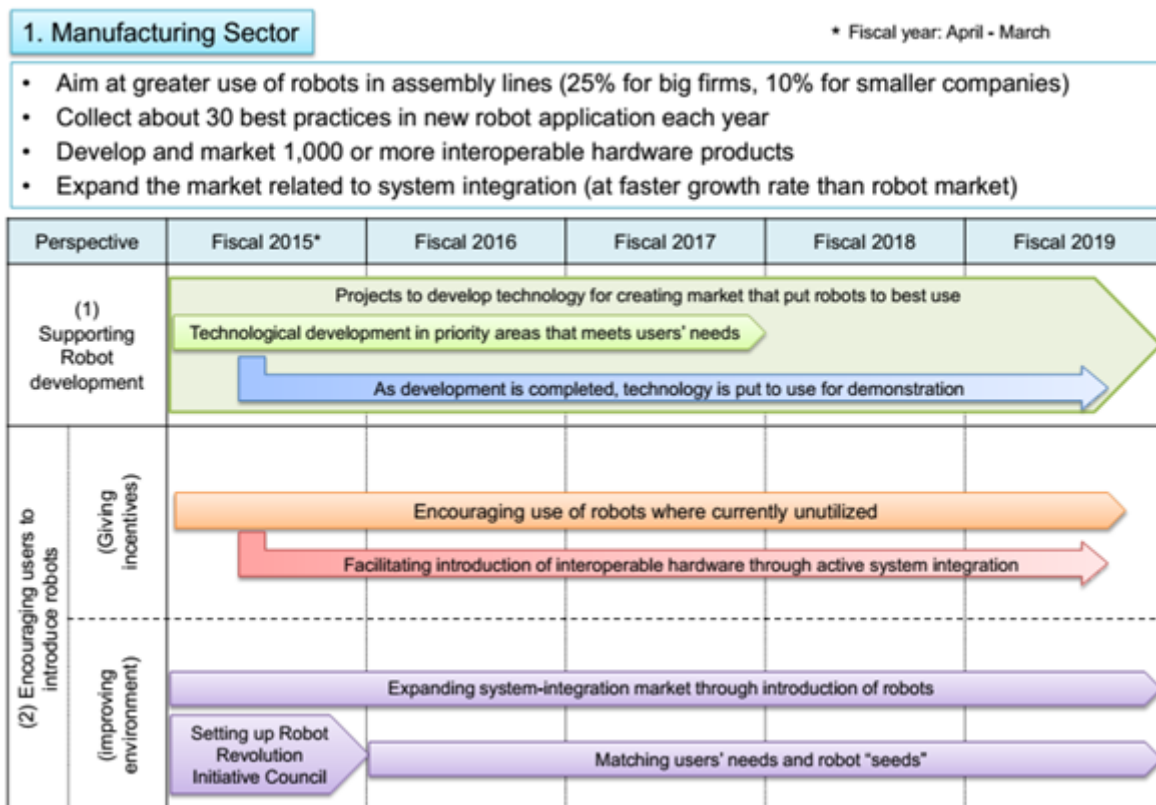 1. Manufacturing Sector
* Fiscal year: April - March
• Aim at greater use of robots in assembly lines (25% for big firms, 10% for smaller companies)
• Collect about 30 best practices in new robot application each year
• Develop and market 1,000 or more interoperable hardware products
• Expand the market related to system integration (at faster growth rate than robot market)
Perspective
Fiscal 2015*
Fiscal 2016
Fiscal 2017
Fiscal 2018
Fiscal 2019
(1)
Supporting
Robot
development
Projects to develop technology for creating market that put robots to best use
Technological development in priority areas that meets users' needs
As development is completed, technology is put to use for demonstration
(2) Encouraging users to
introduce robots
(Giving
incentives)
Encouraging use of robots where currently unutilized
Facilitating introduction of interoperable hardware through active system integration
(improving
environment)
Expanding system-integration market through introduction of robots
Setting up Robot
Revolution
Initiative Council
Matching users' needs and robot “seeds”